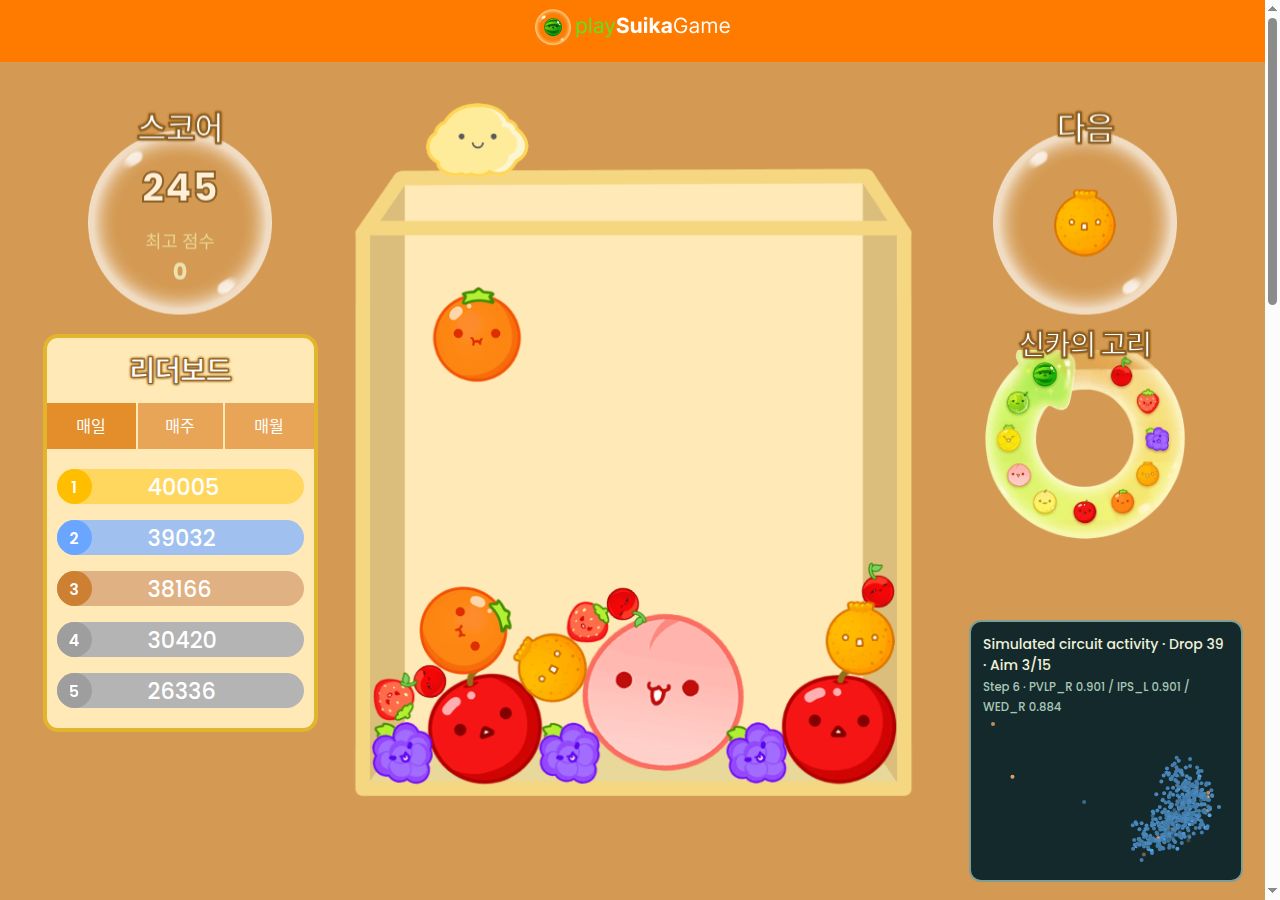 playSuikaGame
스코어
245
최고 점수
0
리더보드
매일 매주 매월
1 40005
2 39032
3 38166
4 30420
5 26336
다음
신카의 고리
Simulated circuit activity · Drop 39
· Aim 3/15
Step 6 · PVLP_R 0.901 / IPS_L 0.901 /
WED_R 0.884